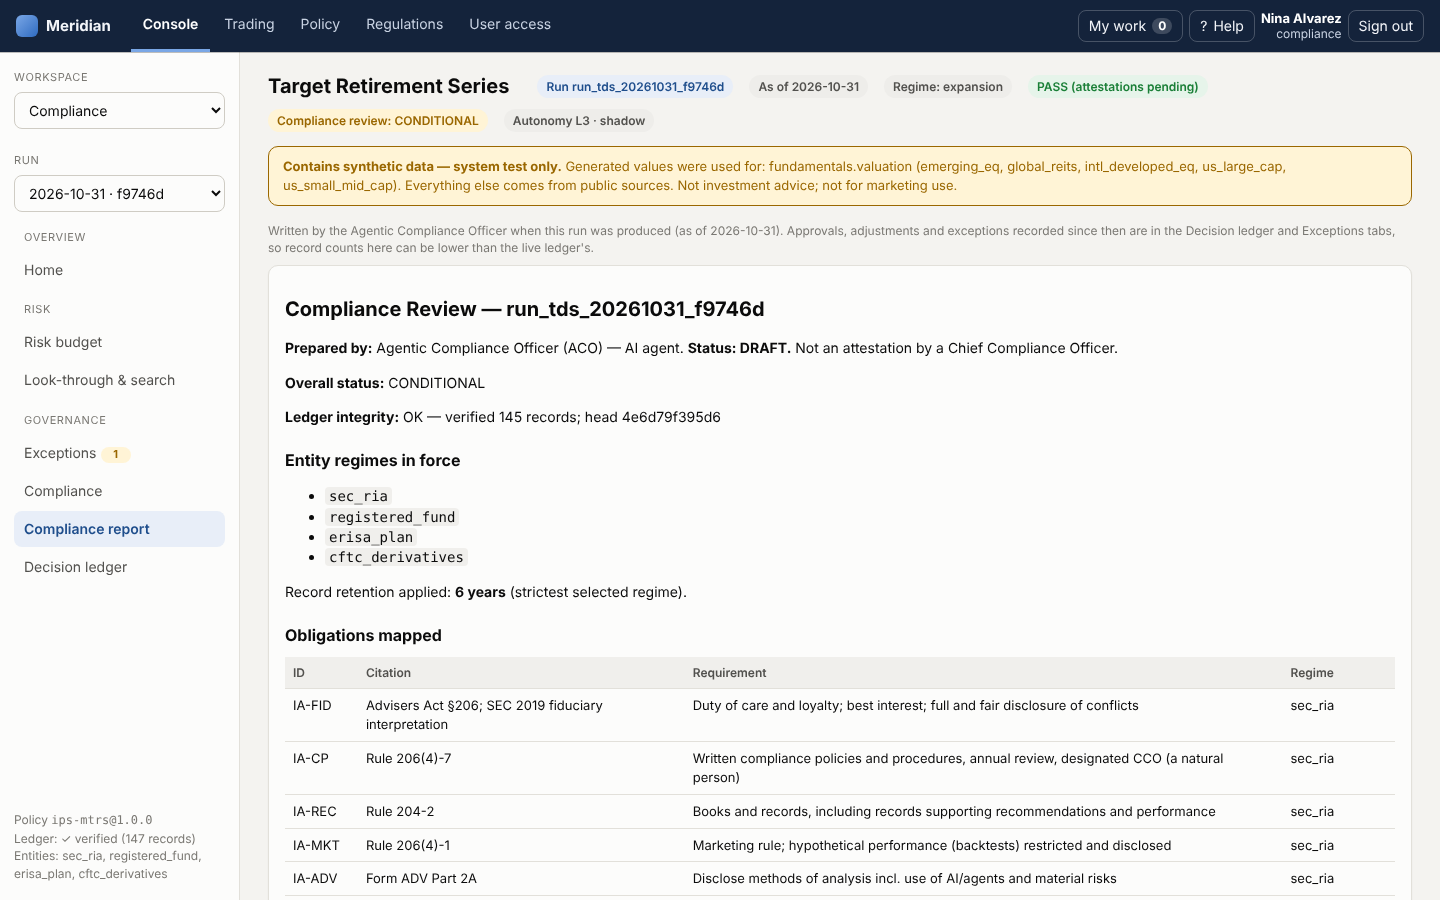 Meridian
Console
Trading
Policy
Regulations
User access
My work 0
? Help
Nina Alvarez
compliance
Sign out
WORKSPACE
Compliance
RUN
2026-10-31 · f9746d
OVERVIEW
Home
RISK
Risk budget
Look-through & search
GOVERNANCE
Exceptions 1
Compliance
Compliance report
Decision ledger
Policy ips-mtrs@1.0.0
Ledger: ✓ verified (147 records)
Entities: sec_ria, registered_fund,
erisa_plan, cftc_derivatives
Target Retirement Series
Run run_tds_20261031_f9746d
As of 2026-10-31
Regime: expansion
PASS (attestations pending)
Compliance review: CONDITIONAL
Autonomy L3 · shadow
Contains synthetic data — system test only. Generated values were used for: fundamentals.valuation (emerging_eq, global_reits, intl_developed_eq, us_large_cap,
us_small_mid_cap). Everything else comes from public sources. Not investment advice; not for marketing use.
Written by the Agentic Compliance Officer when this run was produced (as of 2026-10-31). Approvals, adjustments and exceptions recorded since then are in the Decision ledger and Exceptions tabs,
so record counts here can be lower than the live ledger's.
Compliance Review — run_tds_20261031_f9746d
Prepared by: Agentic Compliance Officer (ACO) — AI agent. Status: DRAFT. Not an attestation by a Chief Compliance Officer.
Overall status: CONDITIONAL
Ledger integrity: OK — verified 145 records; head 4e6d79f395d6
Entity regimes in force
• sec_ria
• registered_fund
• erisa_plan
• cftc_derivatives
Record retention applied: 6 years (strictest selected regime).
Obligations mapped
ID Citation Requirement Regime
IA-FID Advisers Act §206; SEC 2019 fiduciary interpretation Duty of care and loyalty; best interest; full and fair disclosure of conflicts sec_ria
IA-CP Rule 206(4)-7 Written compliance policies and procedures, annual review, designated CCO (a natural person) sec_ria
IA-REC Rule 204-2 Books and records, including records supporting recommendations and performance sec_ria
IA-MKT Rule 206(4)-1 Marketing rule; hypothetical performance (backtests) restricted and disclosed sec_ria
IA-ADV Form ADV Part 2A Disclose methods of analysis incl. use of AI/agents and material risks sec_ria